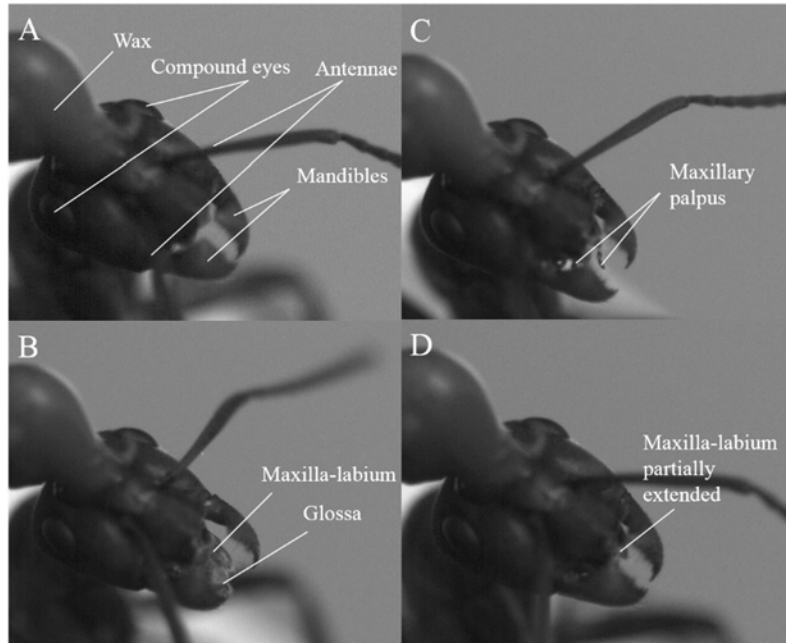 A
Wax
Compound eyes
Antennae
Mandibles
C
Maxillary
palpus
B
Maxilla-labium
Glossa
D
Maxilla-labium
partially
extended